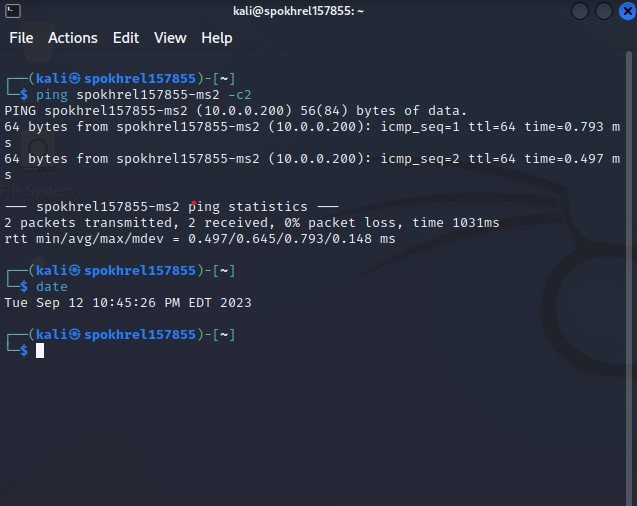 kali@spokhrel157855: ~
File Actions Edit View Help
┌──(kali㉿spokhrel157855)-[~]
└─$ ping spokhrel157855-ms2 -c2
PING spokhrel157855-ms2 (10.0.0.200) 56(84) bytes of data.
64 bytes from spokhrel157855-ms2 (10.0.0.200): icmp_seq=1 ttl=64 time=0.793 m
s
64 bytes from spokhrel157855-ms2 (10.0.0.200): icmp_seq=2 ttl=64 time=0.497 m
s
File System
─── spokhrel157855-ms2 ping statistics ───
2 packets transmitted, 2 received, 0% packet loss, time 1031ms
rtt min/avg/max/mdev = 0.497/0.645/0.793/0.148 ms
┌──(kali㉿spokhrel157855)-[~]
└─$ date
Tue Sep 12 10:45:26 PM EDT 2023
┌──(kali㉿spokhrel157855)-[~]
└─$